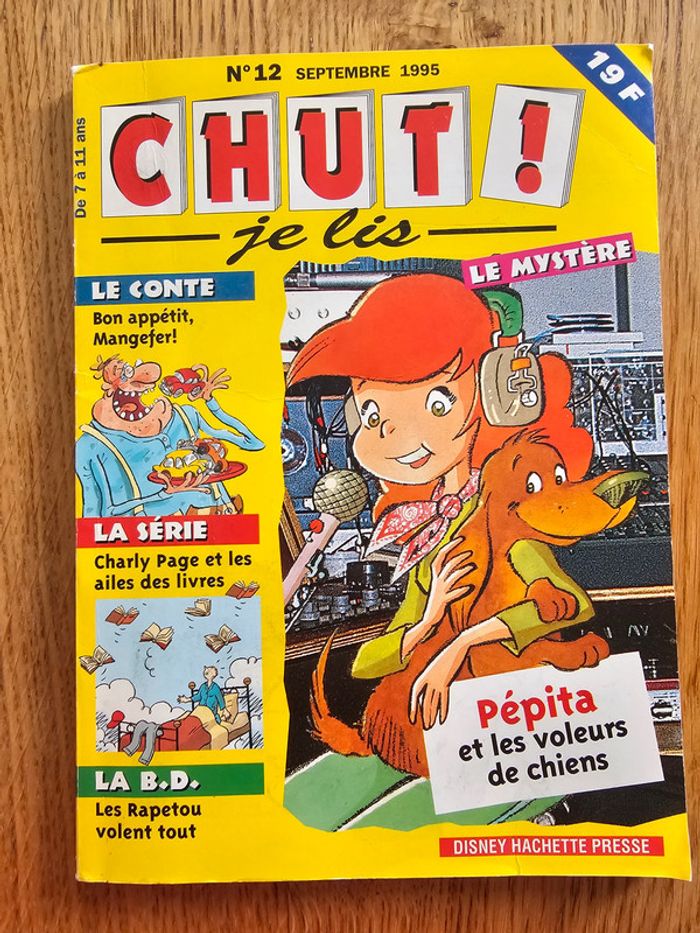 N°12 SEPTEMBRE 1995
19 F
De 7 à 11 ans
CHUT !
je lis
LE MYSTÈRE
LE CONTE
Bon appétit,
Mangefer!
LA SÉRIE
Charly Page et les
ailes des livres
LA B.D.
Les Rapetou
volent tout
Pépita
et les voleurs
de chiens
DISNEY HACHETTE PRESSE